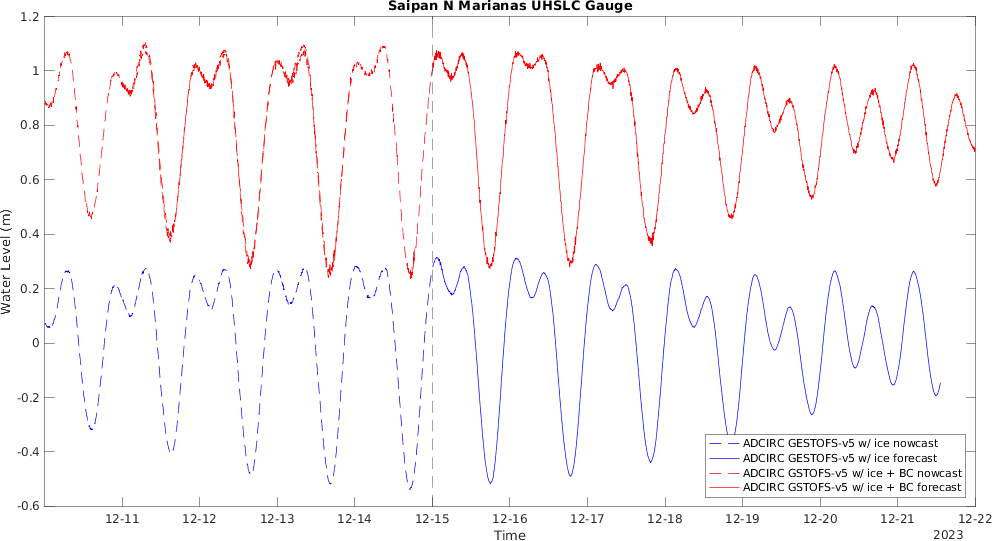 Saipan N Marianas UHSLC Gauge
1.2
1
0.8
0.6
0.4
0.2
0
-0.2
-0.4
-0.6
Water Level (m)
ADCIRC GESTOFS-v5 w/ ice nowcast
ADCIRC GESTOFS-v5 w/ ice forecast
ADCIRC GSTOFS-v5 w/ ice + BC nowcast
ADCIRC GSTOFS-v5 w/ ice + BC forecast
12-11 12-12 12-13 12-14 12-15 12-16 12-17 12-18 12-19 12-20 12-21 12-22
Time
2023